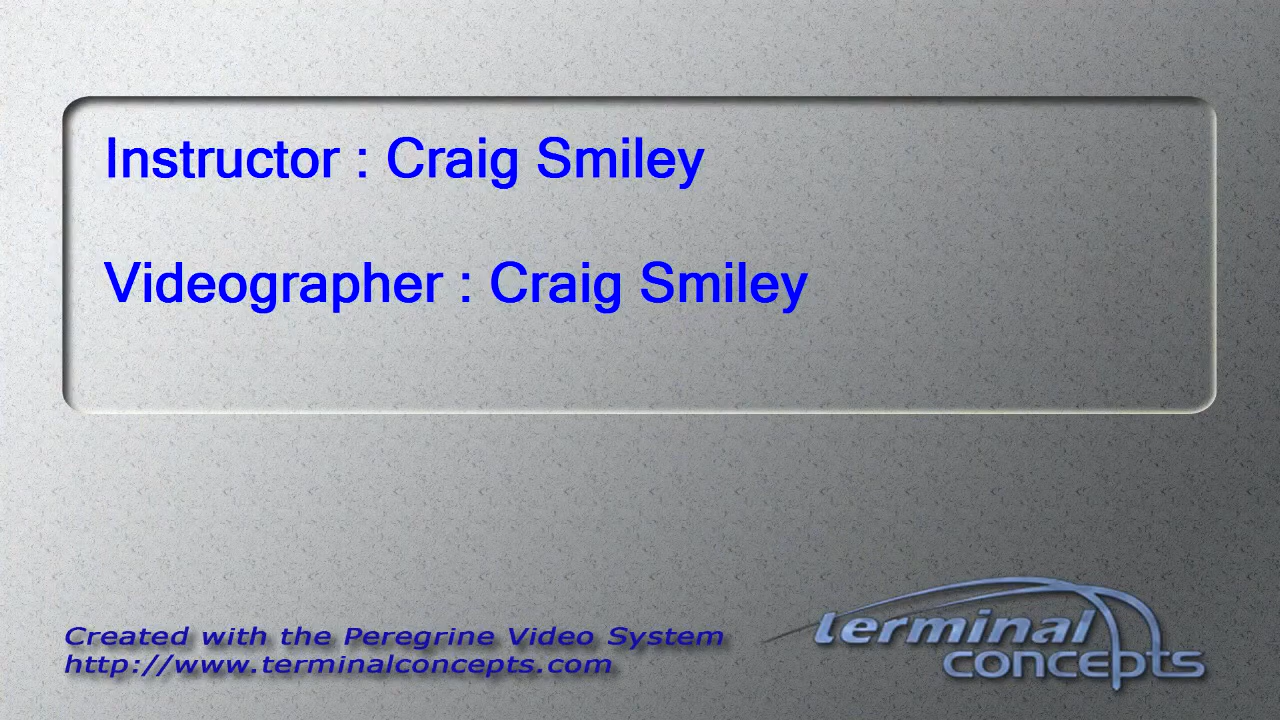 Instructor : Craig Smiley
Videographer : Craig Smiley
Created with the Peregrine Video System
http://www.terminalconcepts.com
terminal
concepts